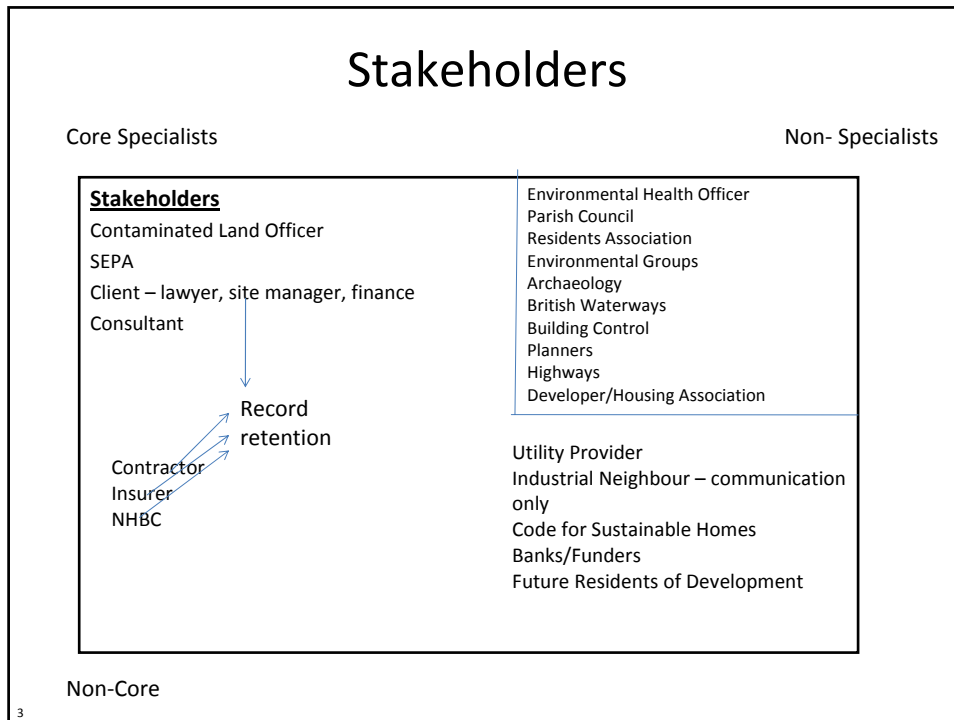 Stakeholders
Core Specialists
Non- Specialists
Stakeholders
Contaminated Land Officer
SEPA
Client – lawyer, site manager, finance
Consultant
Record
retention
Contractor
Insurer
NHBC
Environmental Health Officer
Parish Council
Residents Association
Environmental Groups
Archaeology
British Waterways
Building Control
Planners
Highways
Developer/Housing Association
Utility Provider
Industrial Neighbour – communication
only
Code for Sustainable Homes
Banks/Funders
Future Residents of Development
Non-Core
3